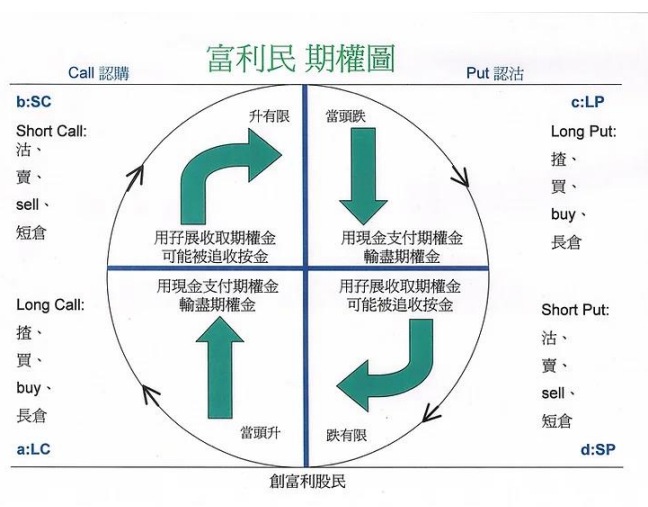 富利民 期權圖
Call 認購
Put 認沽
b:SC
Short Call:
沽、
賣、
sell、
短倉
升有限
用孖展收取期權金
可能被追收按金
當頭跌
用現金支付期權金
輸盡期權金
c:LP
Long Put:
揸、
買、
buy、
長倉
Long Call:
揸、
買、
buy、
長倉
a:LC
用現金支付期權金
輸盡期權金
當頭升
用孖展收取期權金
可能被追收按金
跌有限
Short Put:
沽、
賣、
sell、
短倉
d:SP
創富利股民